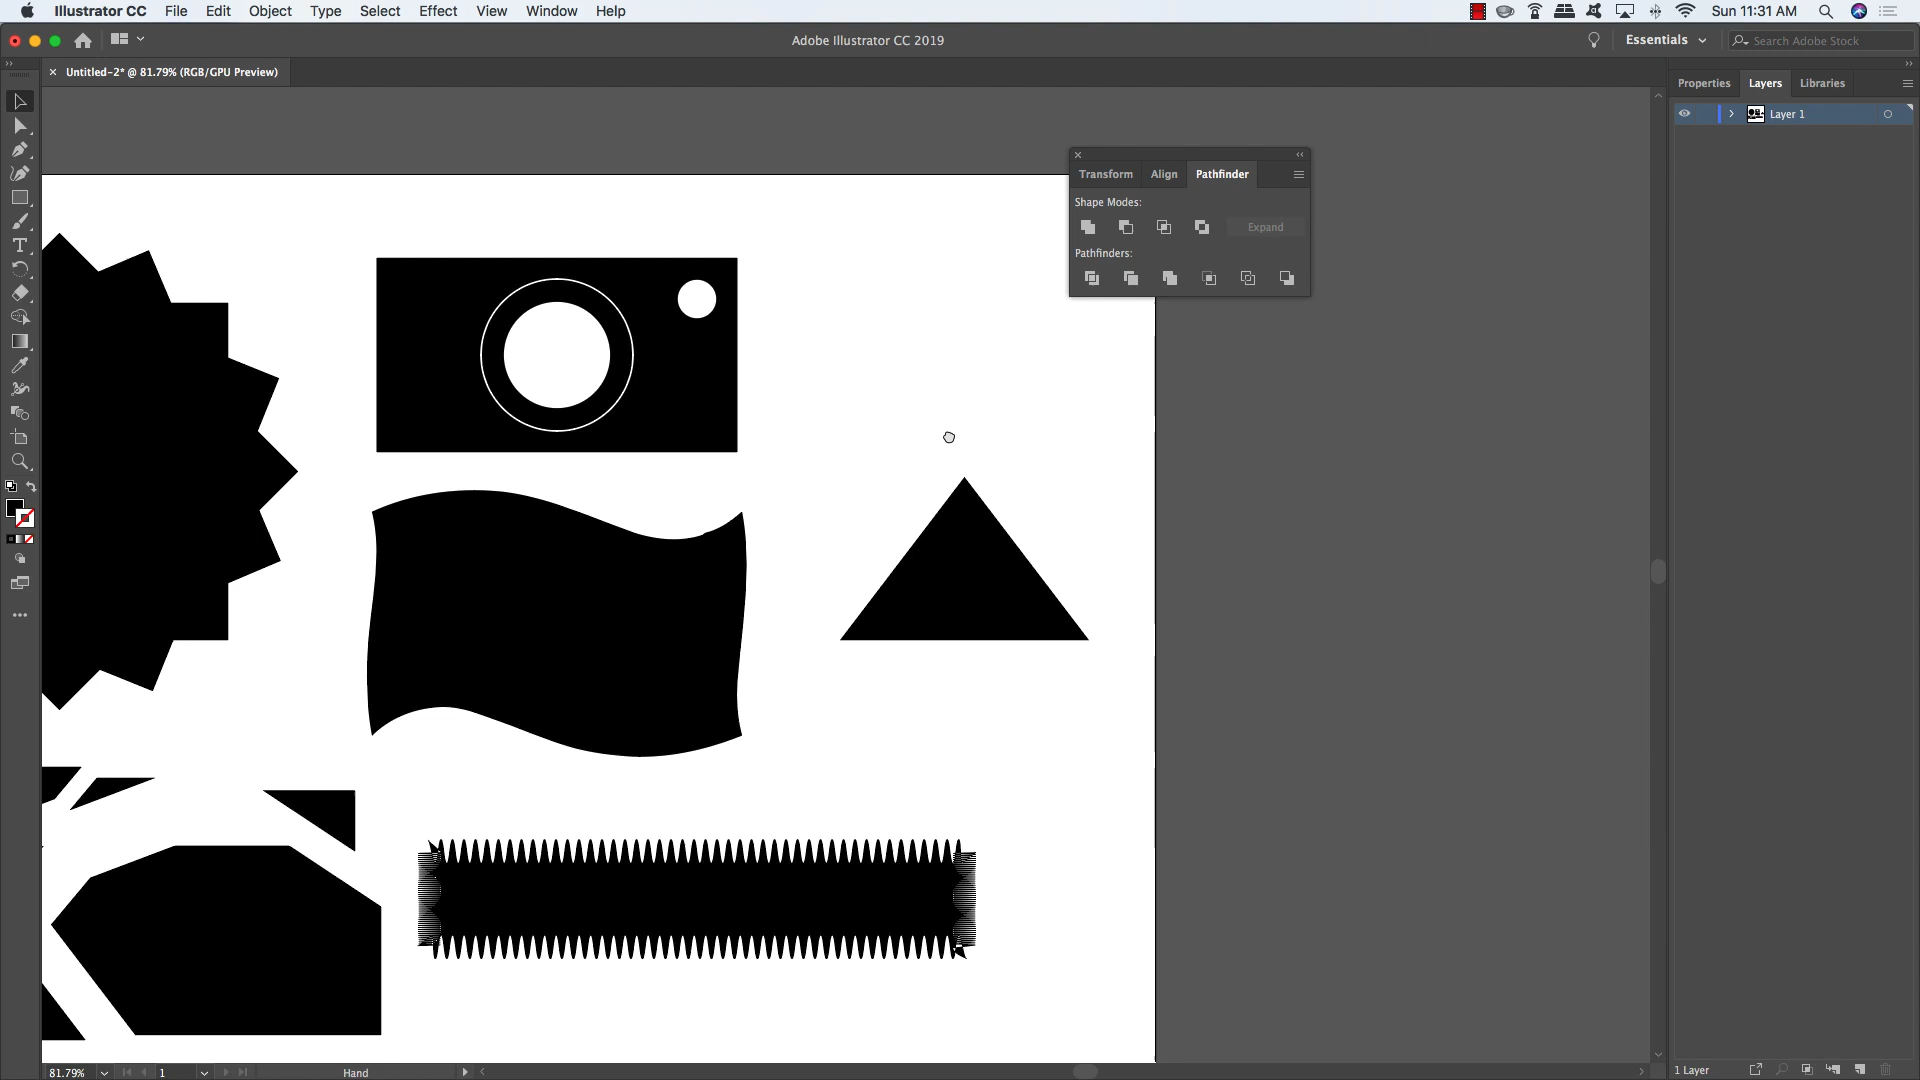 Illustrator CC File Edit Object Type Select Effect View Window Help Sun 11:31 AM
Adobe Illustrator CC 2019 Essentials Search Adobe Stock
Untitled-2* @ 81.79% (RGB/GPU Preview)
Properties Layers Libraries
Layer 1
Transform Align Pathfinder
Shape Modes:
Expand
Pathfinders:
81.79% 1 Hand 1 Layer